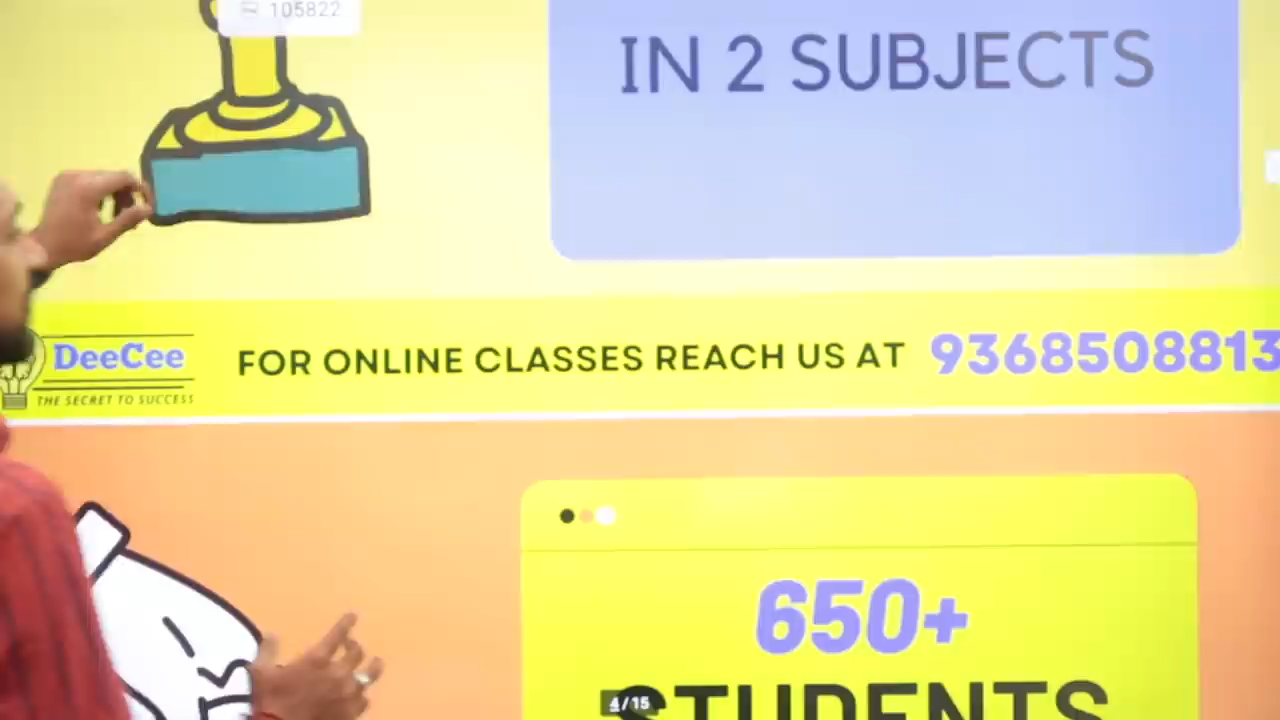 105822
IN 2 SUBJECTS
DeeCee
THE SECRET TO SUCCESS
FOR ONLINE CLASSES REACH US AT 9368508813
650+
STUDENTS
4/15